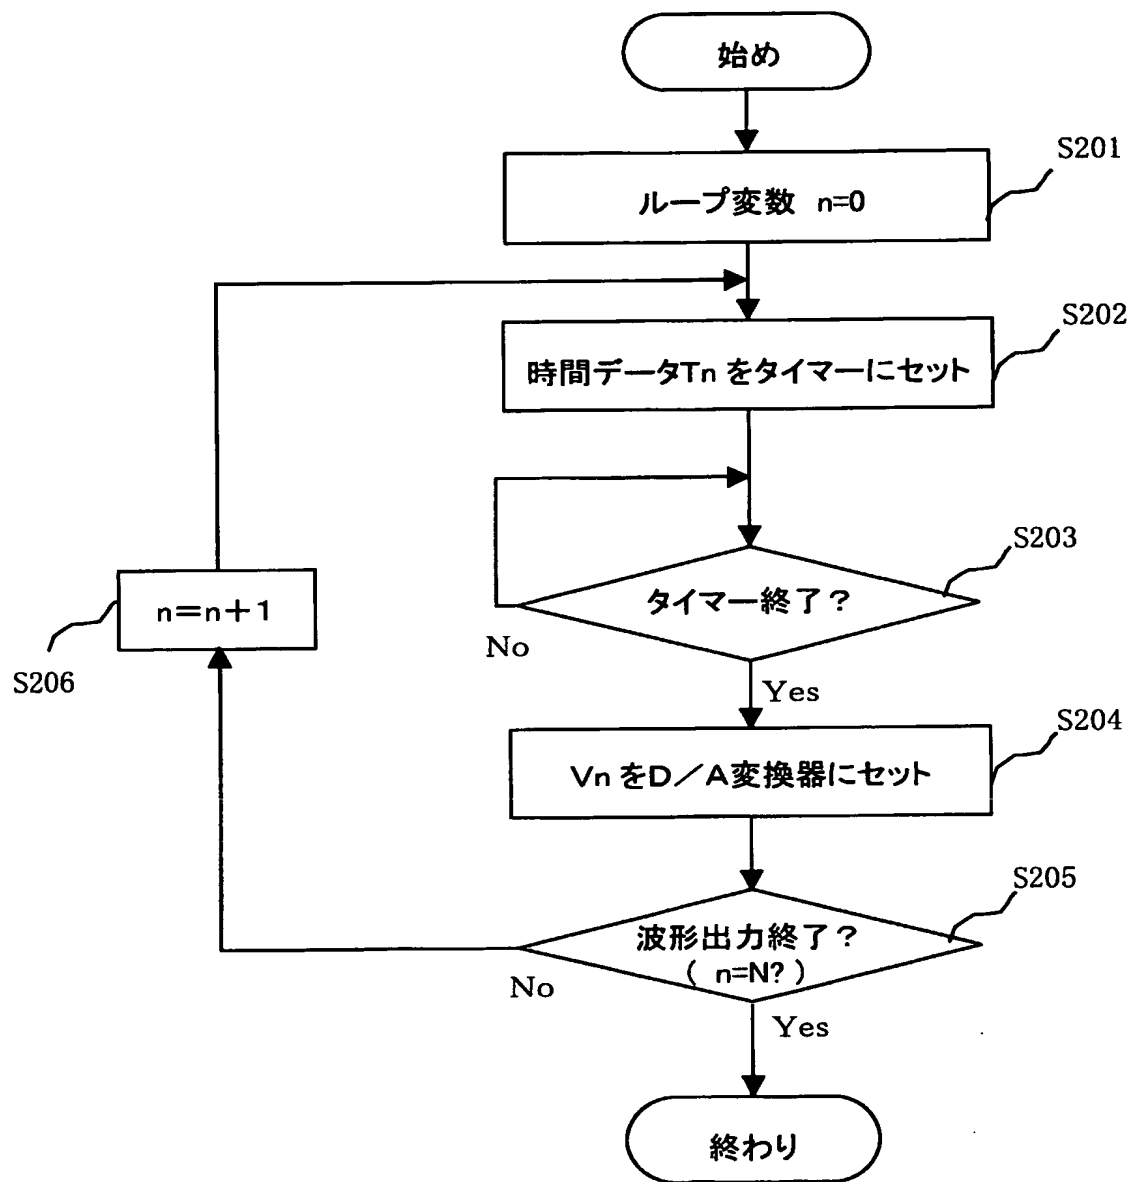 始め
S201
ループ変数 n=0
S202
時間データTn をタイマーにセット
S203
タイマー終了？
No
Yes
S204
Vn をD／A変換器にセット
S205
波形出力終了？
( n=N? )
No
Yes
n＝n＋1
S206
終わり